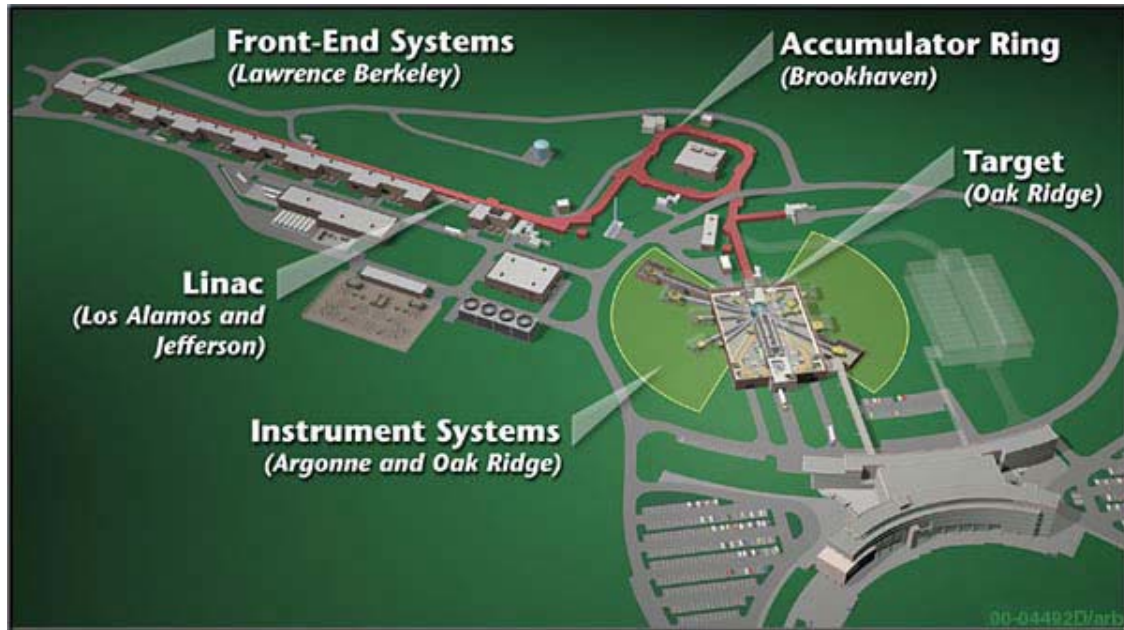 Front-End Systems
(Lawrence Berkeley)
Accumulator Ring
(Brookhaven)
Target
(Oak Ridge)
Linac
(Los Alamos and
Jefferson)
Instrument Systems
(Argonne and Oak Ridge)
00-04492D/arb